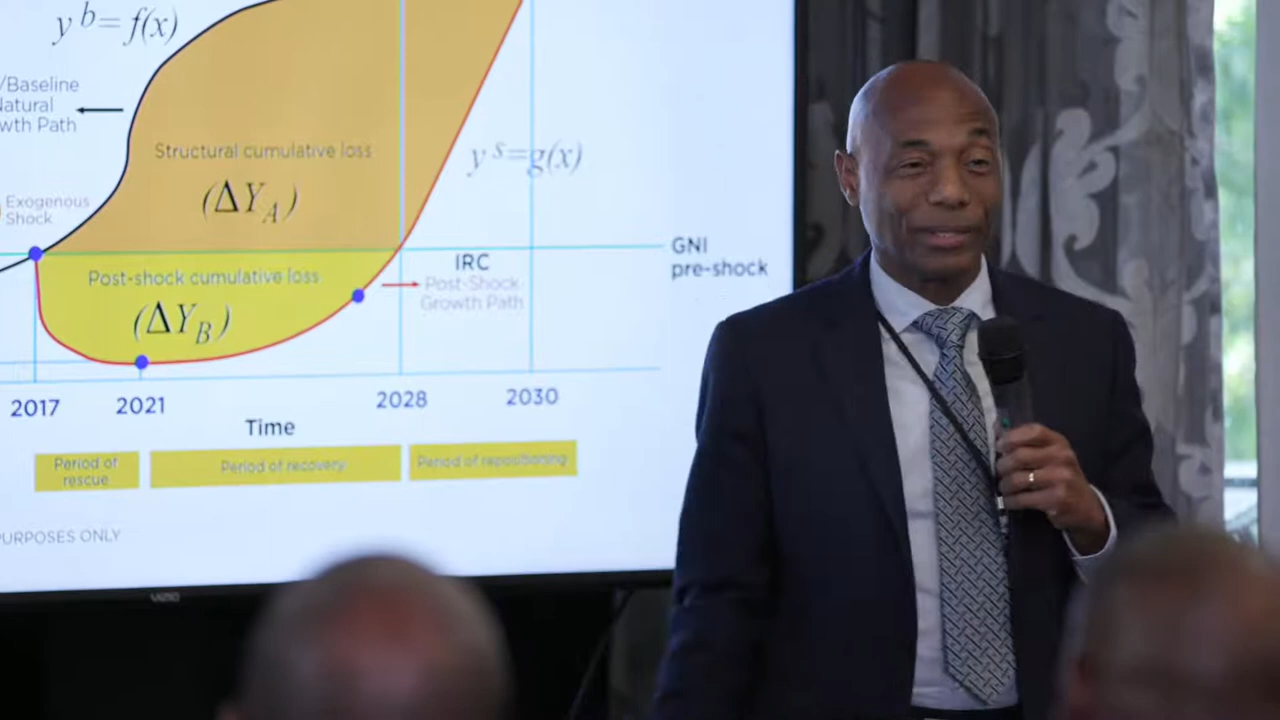 y b= f(x)
/Baseline
Natural
wth Path
Structural cumulative loss
(ΔY_A)
y s=g(x)
Exogenous
Shock
GNI
pre-shock
Post-shock cumulative loss
(ΔY_B)
IRC
Post-Shock
Growth Path
2017
2021
2028
2030
Time
Period of
rescue
Period of recovery
Period of repositioning
PURPOSES ONLY
VIZIO